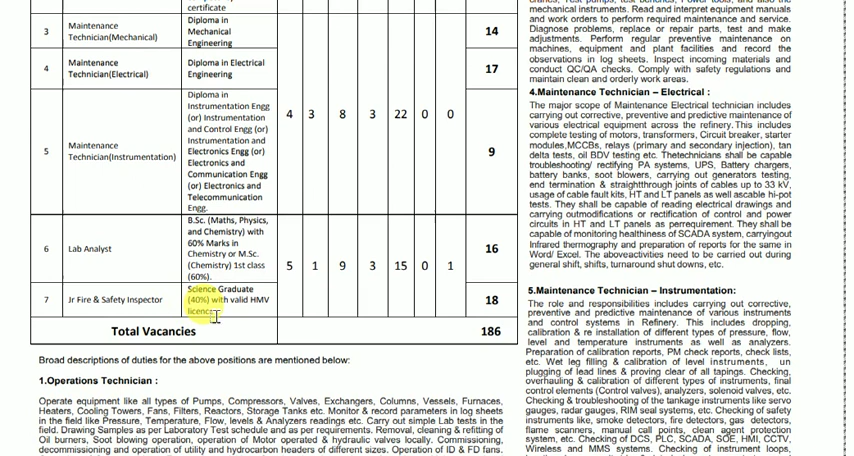 certificate
3 Maintenance Technician(Mechanical) Diploma in Mechanical Engineering 14
4 Maintenance Technician(Electrical) Diploma in Electrical Engineering 17
5 Maintenance Technician(Instrumentation) Diploma in Instrumentation Engg (or) Instrumentation and Control Engg (or) Instrumentation and Electronics Engg (or) Electronics and Communication Engg (or) Electronics and Telecommunication Engg. 4 3 8 3 22 0 0 9
6 Lab Analyst B.Sc. (Maths, Physics, and Chemistry) with 60% Marks in Chemistry or M.Sc. (Chemistry) 1st class (60%). 5 1 9 3 15 0 1 16
7 Jr Fire & Safety Inspector Science Graduate (40%) with valid HMV licence 18
Total Vacancies 186
Broad descriptions of duties for the above positions are mentioned below:
1.Operations Technician :
Operate equipment like all types of Pumps, Compressors, Valves, Exchangers, Columns, Vessels, Furnaces,
Heaters, Cooling Towers, Fans, Filters, Reactors, Storage Tanks etc. Monitor & record parameters in log sheets
in the field like Pressure, Temperature, Flow, levels & Analyzers readings etc. Carry out simple Lab tests in the
field. Drawing Samples as per Laboratory Test schedule and as per requirements. Removal, cleaning & refitting of
Oil burners, Soot blowing operation, operation of Motor operated & hydraulic valves locally. Commissioning,
decommissioning and operation of utility and hydrocarbon headers of different sizes. Operation of ID & FD fans.
mechanical instruments. Read and interpret equipment manuals
and work orders to perform required maintenance and service.
Diagnose problems, replace or repair parts, test and make
adjustments. Perform regular preventive maintenance on
machines, equipment and plant facilities and record the
observations in log sheets. Inspect incoming materials and
conduct QC/QA checks. Comply with safety regulations and
maintain clean and orderly work areas.
4.Maintenance Technician – Electrical :
The major scope of Maintenance Electrical technician includes
carrying out corrective, preventive and predictive maintenance of
various electrical equipment across the refinery.This includes
complete testing of motors, transformers, Circuit breaker, starter
modules,MCCBs, relays (primary and secondary injection), tan
delta tests, oil BDV testing etc. Thetechnicians shall be capable
troubleshooting/ rectifying PA systems, UPS, Battery chargers,
battery banks, soot blowers, carrying out generators testing,
end termination & straightthrough joints of cables up to 33 kV,
usage of cable fault kits, HT and LT panels as well ascable hi-pot
tests. They shall be capable of reading electrical drawings and
carrying outmodifications or rectification of control and power
circuits in HT and LT panels as perrequirement. They shall be
capable of monitoring healthiness of SCADA system, carryingout
Infrared thermography and preparation of reports for the same in
Word/ Excel. The aboveactivities need to be carried out during
general shift, shifts, turnaround shut downs, etc.
5.Maintenance Technician – Instrumentation:
The role and responsibilities includes carrying out corrective,
preventive and predictive maintenance of various instruments
and control systems in Refinery. This includes dropping,
calibration & re installation of different types of pressure, flow,
level and temperature instruments as well as analyzers.
Preparation of calibration reports, PM check reports, check lists,
etc. Wet leg filling & calibration of level instruments, un
plugging of lead lines & proving clear of all tapings. Checking,
overhauling & calibration of different types of instruments, final
control elements (Control valves), analyzers, solenoid valves, etc.
Checking & troubleshooting of the tankage instruments like servo
gauges, radar gauges, RIM seal systems, etc. Checking of safety
instruments like, smoke detectors, fire detectors, gas detectors,
flame scanners, manual call points, clean agent protection
system, etc. Checking of DCS, PLC, SCADA, SOE, HMI, CCTV,
Wireless and MMS systems. Checking of instrument loops,